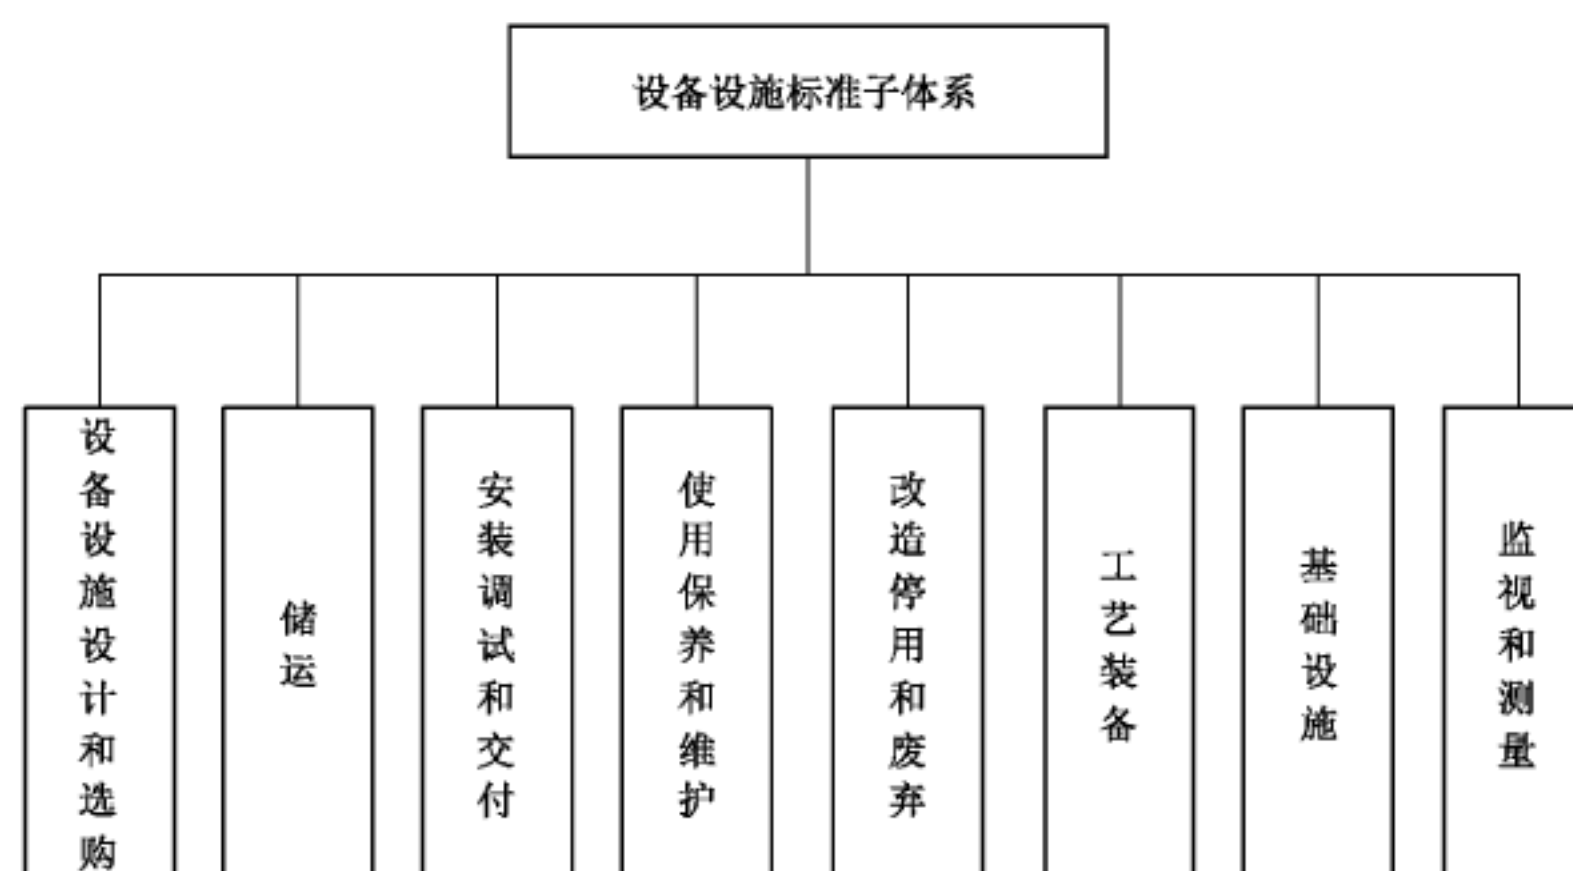 设备设施标准子体系
设备设施设计和选购
储运
安装调试和交付
使用保养和维护
改造停用和废弃
工艺装备
基础设施
监视和测量